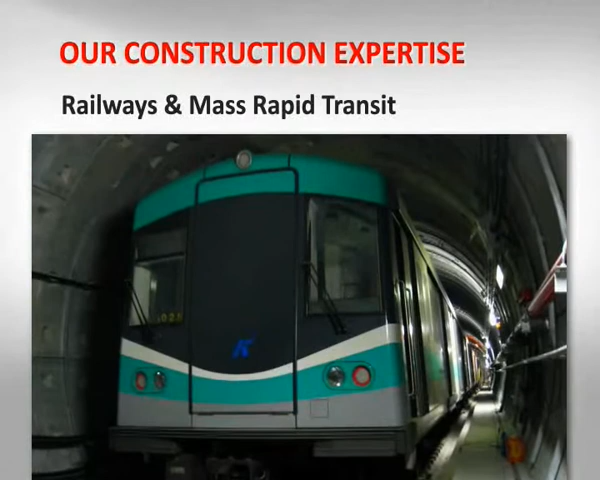 OUR CONSTRUCTION EXPERTISE
Railways & Mass Rapid Transit
K